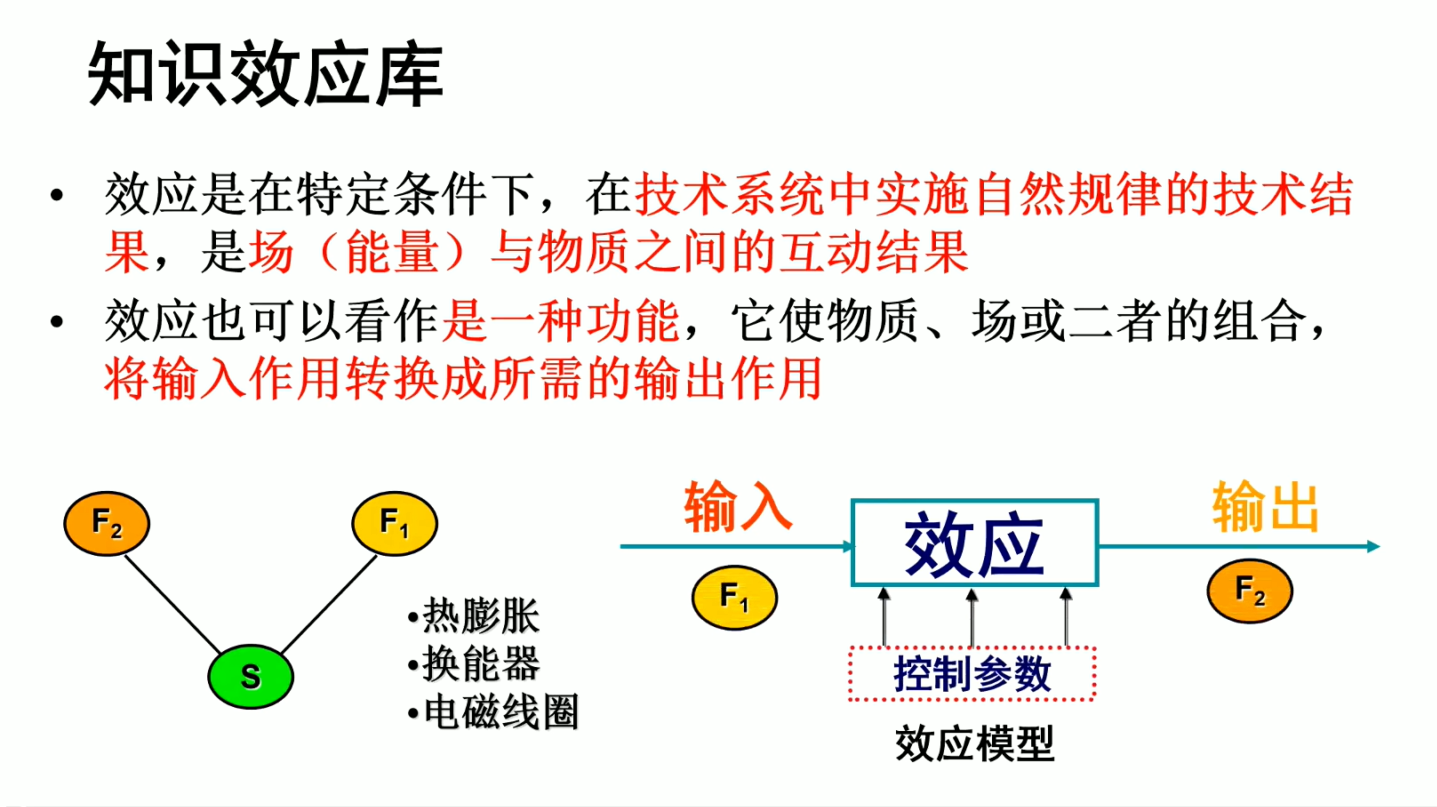 知识效应库
• 效应是在特定条件下，在技术系统中实施自然规律的技术结
果，是场（能量）与物质之间的互动结果
• 效应也可以看作是一种功能，它使物质、场或二者的组合，
将输入作用转换成所需的输出作用
F2
F1
S
•热膨胀
•换能器
•电磁线圈
输入
效应
输出
F1
F2
控制参数
效应模型